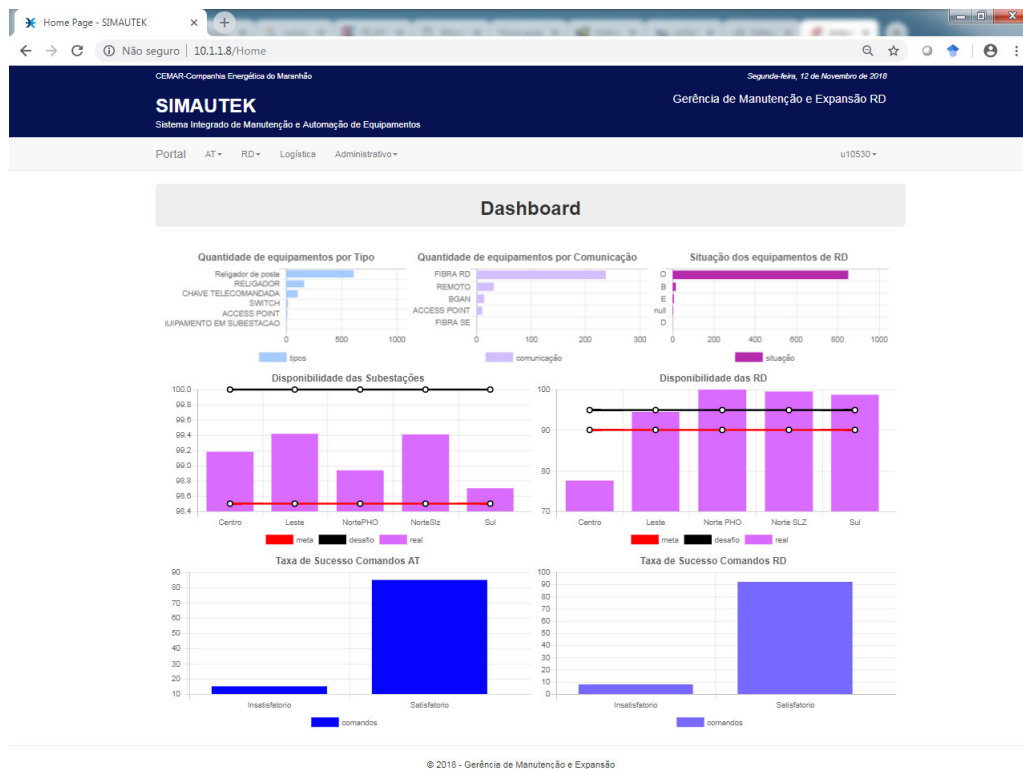 Home Page - SIMAUTEK
Não seguro | 10.1.1.8/Home
CEMAR-Companhia Energética do Maranhão
Segunda-feira, 12 de Novembro de 2018
SIMAUTEK
Gerência de Manutenção e Expansão RD
Sistema Integrado de Manutenção e Automação de Equipamentos
Portal AT RD Logística Administrativo u10530
Dashboard
Quantidade de equipamentos por Tipo
Religador de poste
RELIGADOR
CHAVE TELECOMANDADA
SWITCH
ACCESS POINT
UIPAMENTO EM SUBESTACAO
0 500 1000
tipos
Quantidade de equipamentos por Comunicação
FIBRA RD
REMOTO
BGAN
ACCESS POINT
FIBRA SE
0 100 200 300
comunicação
Situação dos equipamentos de RD
O
B
E
null
D
0 200 400 600 800 1000
situação
Disponibilidade das Subestações
100.0
99.8
99.6
99.4
99.2
99.0
98.8
98.6
98.4
Centro Leste NortePHO NorteSlz Sul
meta desafio real
Disponibilidade das RD
100
90
80
70
Centro Leste Norte PHO Norte SLZ Sul
meta desafio real
Taxa de Sucesso Comandos AT
90
80
70
60
50
40
30
20
10
Insatisfatorio Satisfatorio
comandos
Taxa de Sucesso Comandos RD
100
90
80
70
60
50
40
30
20
10
0
Insatisfatorio Satisfatorio
comandos
© 2018 - Gerência de Manutenção e Expansão